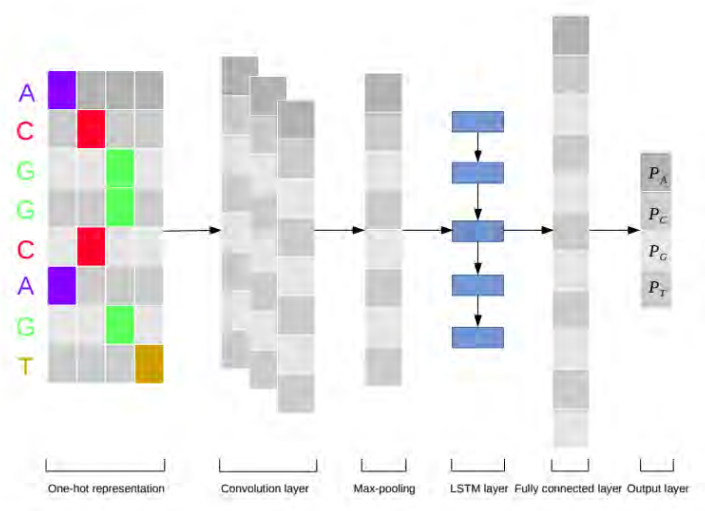 A
C
G
G
C
A
G
T
P_A
P_C
P_G
P_T
One-hot representation
Convolution layer
Max-pooling
LSTM layer
Fully connected layer
Output layer